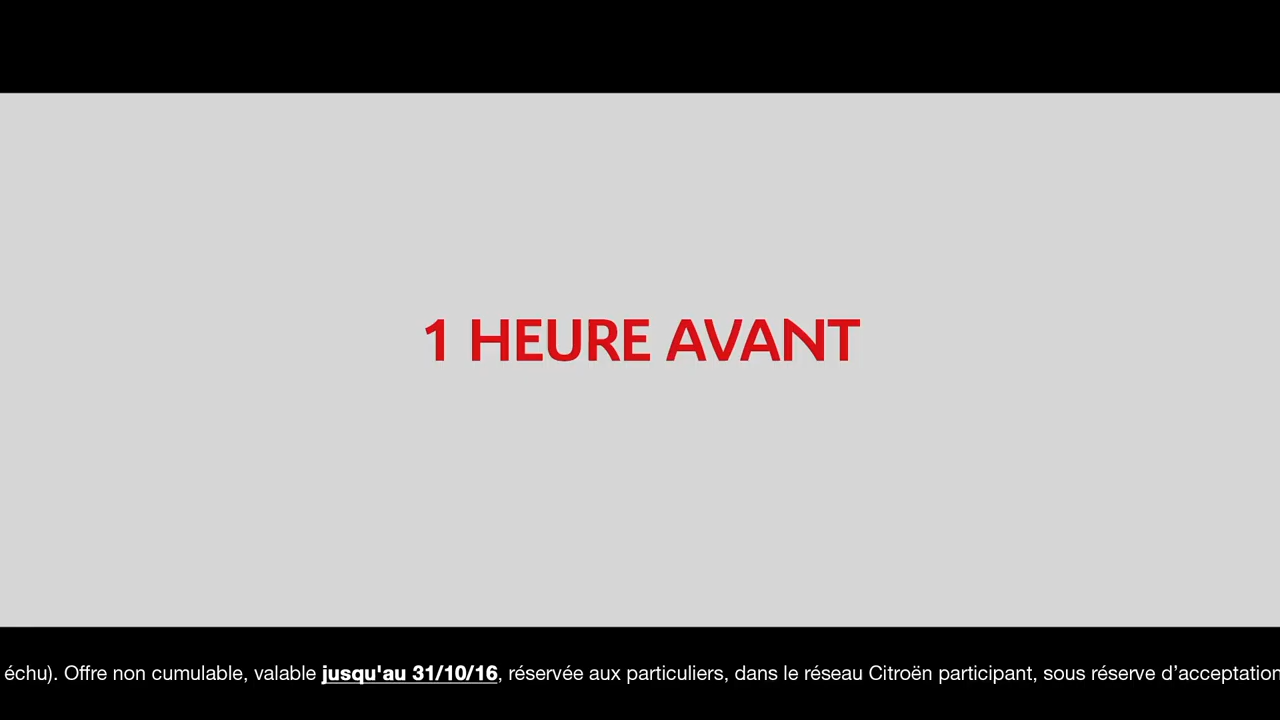 1 HEURE AVANT
échu). Offre non cumulable, valable jusqu'au 31/10/16, réservée aux particuliers, dans le réseau Citroën participant, sous réserve d’acceptation